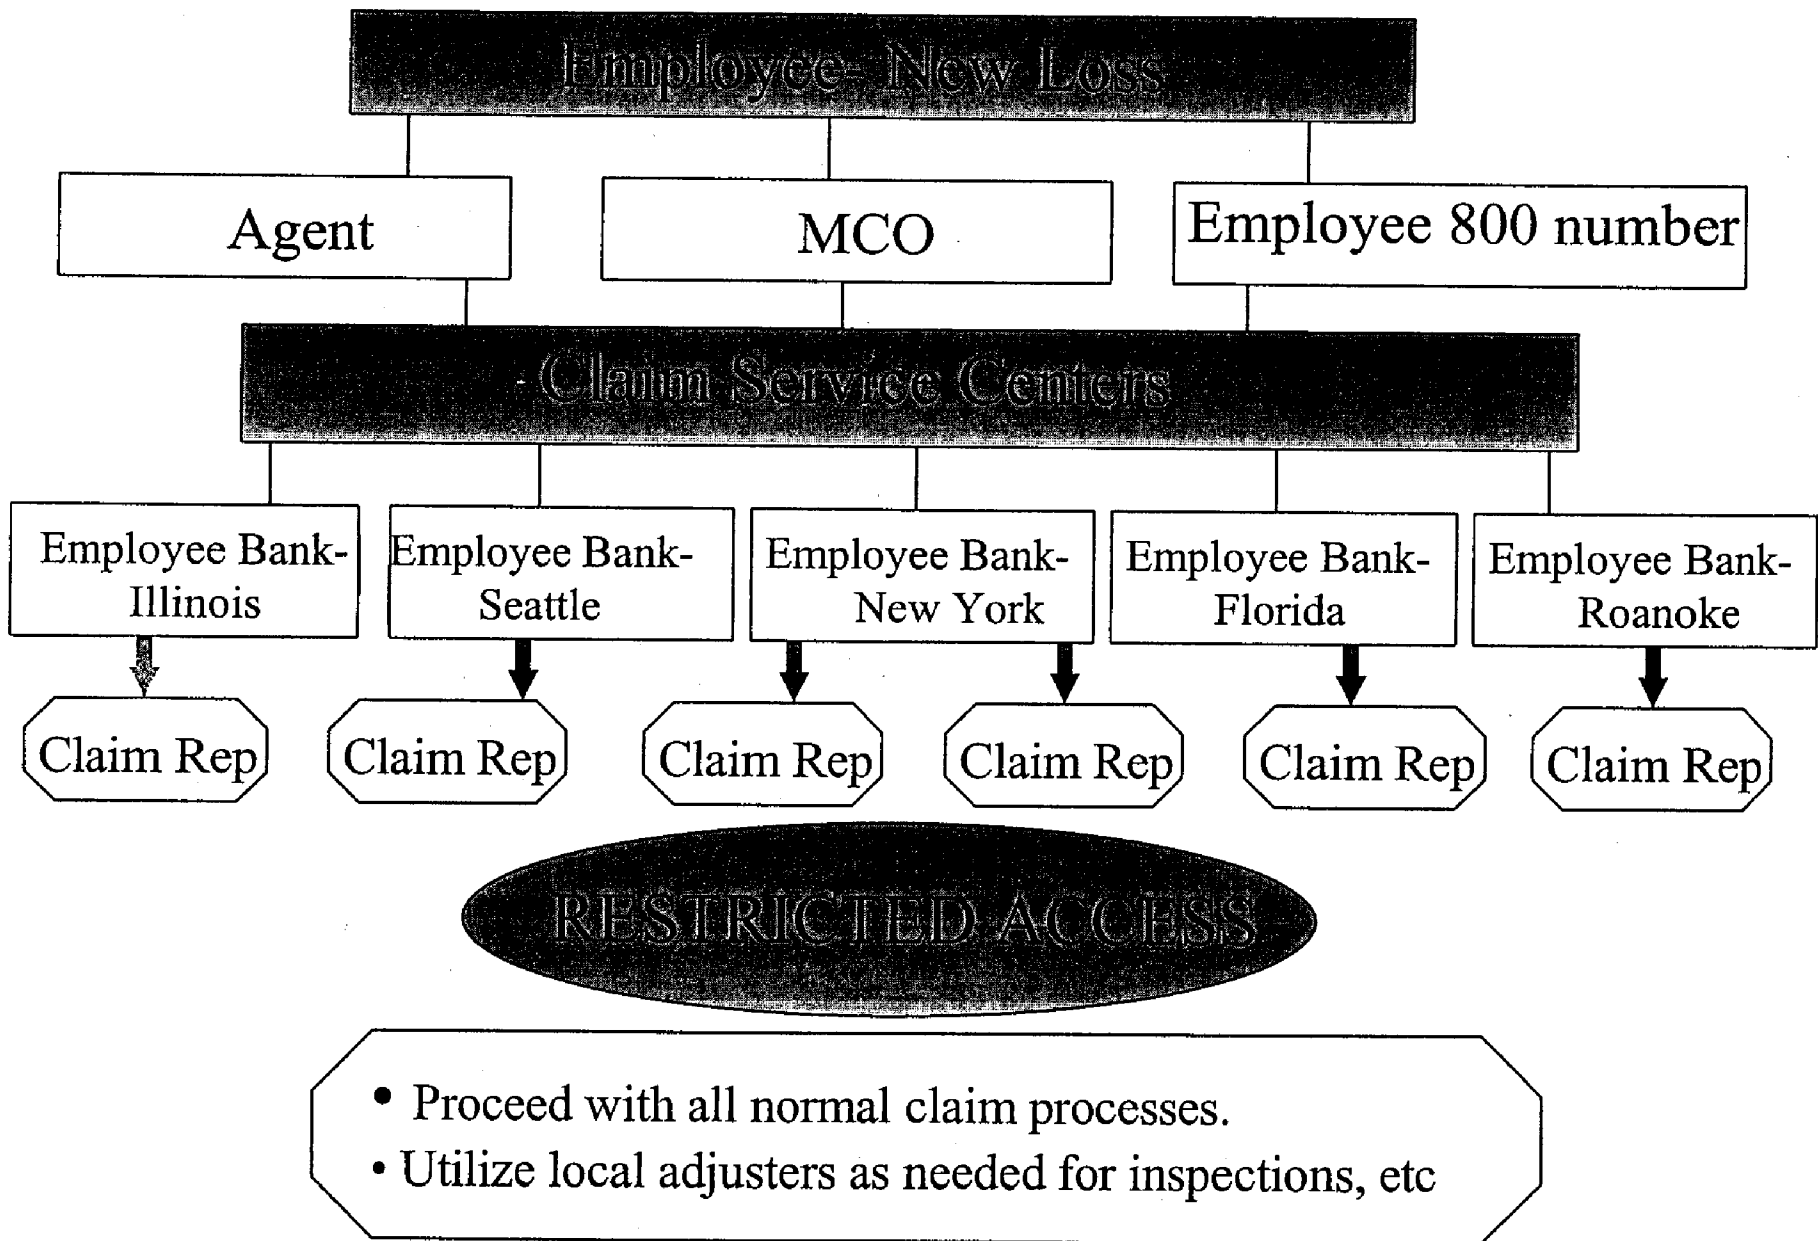 Employee- New Loss
Agent
MCO
Employee 800 number
Claim Service Centers
Employee Bank-
Illinois
Employee Bank-
Seattle
Employee Bank-
New York
Employee Bank-
Florida
Employee Bank-
Roanoke
Claim Rep
Claim Rep
Claim Rep
Claim Rep
Claim Rep
Claim Rep
RESTRICTED ACCESS
• Proceed with all normal claim processes.
• Utilize local adjusters as needed for inspections, etc